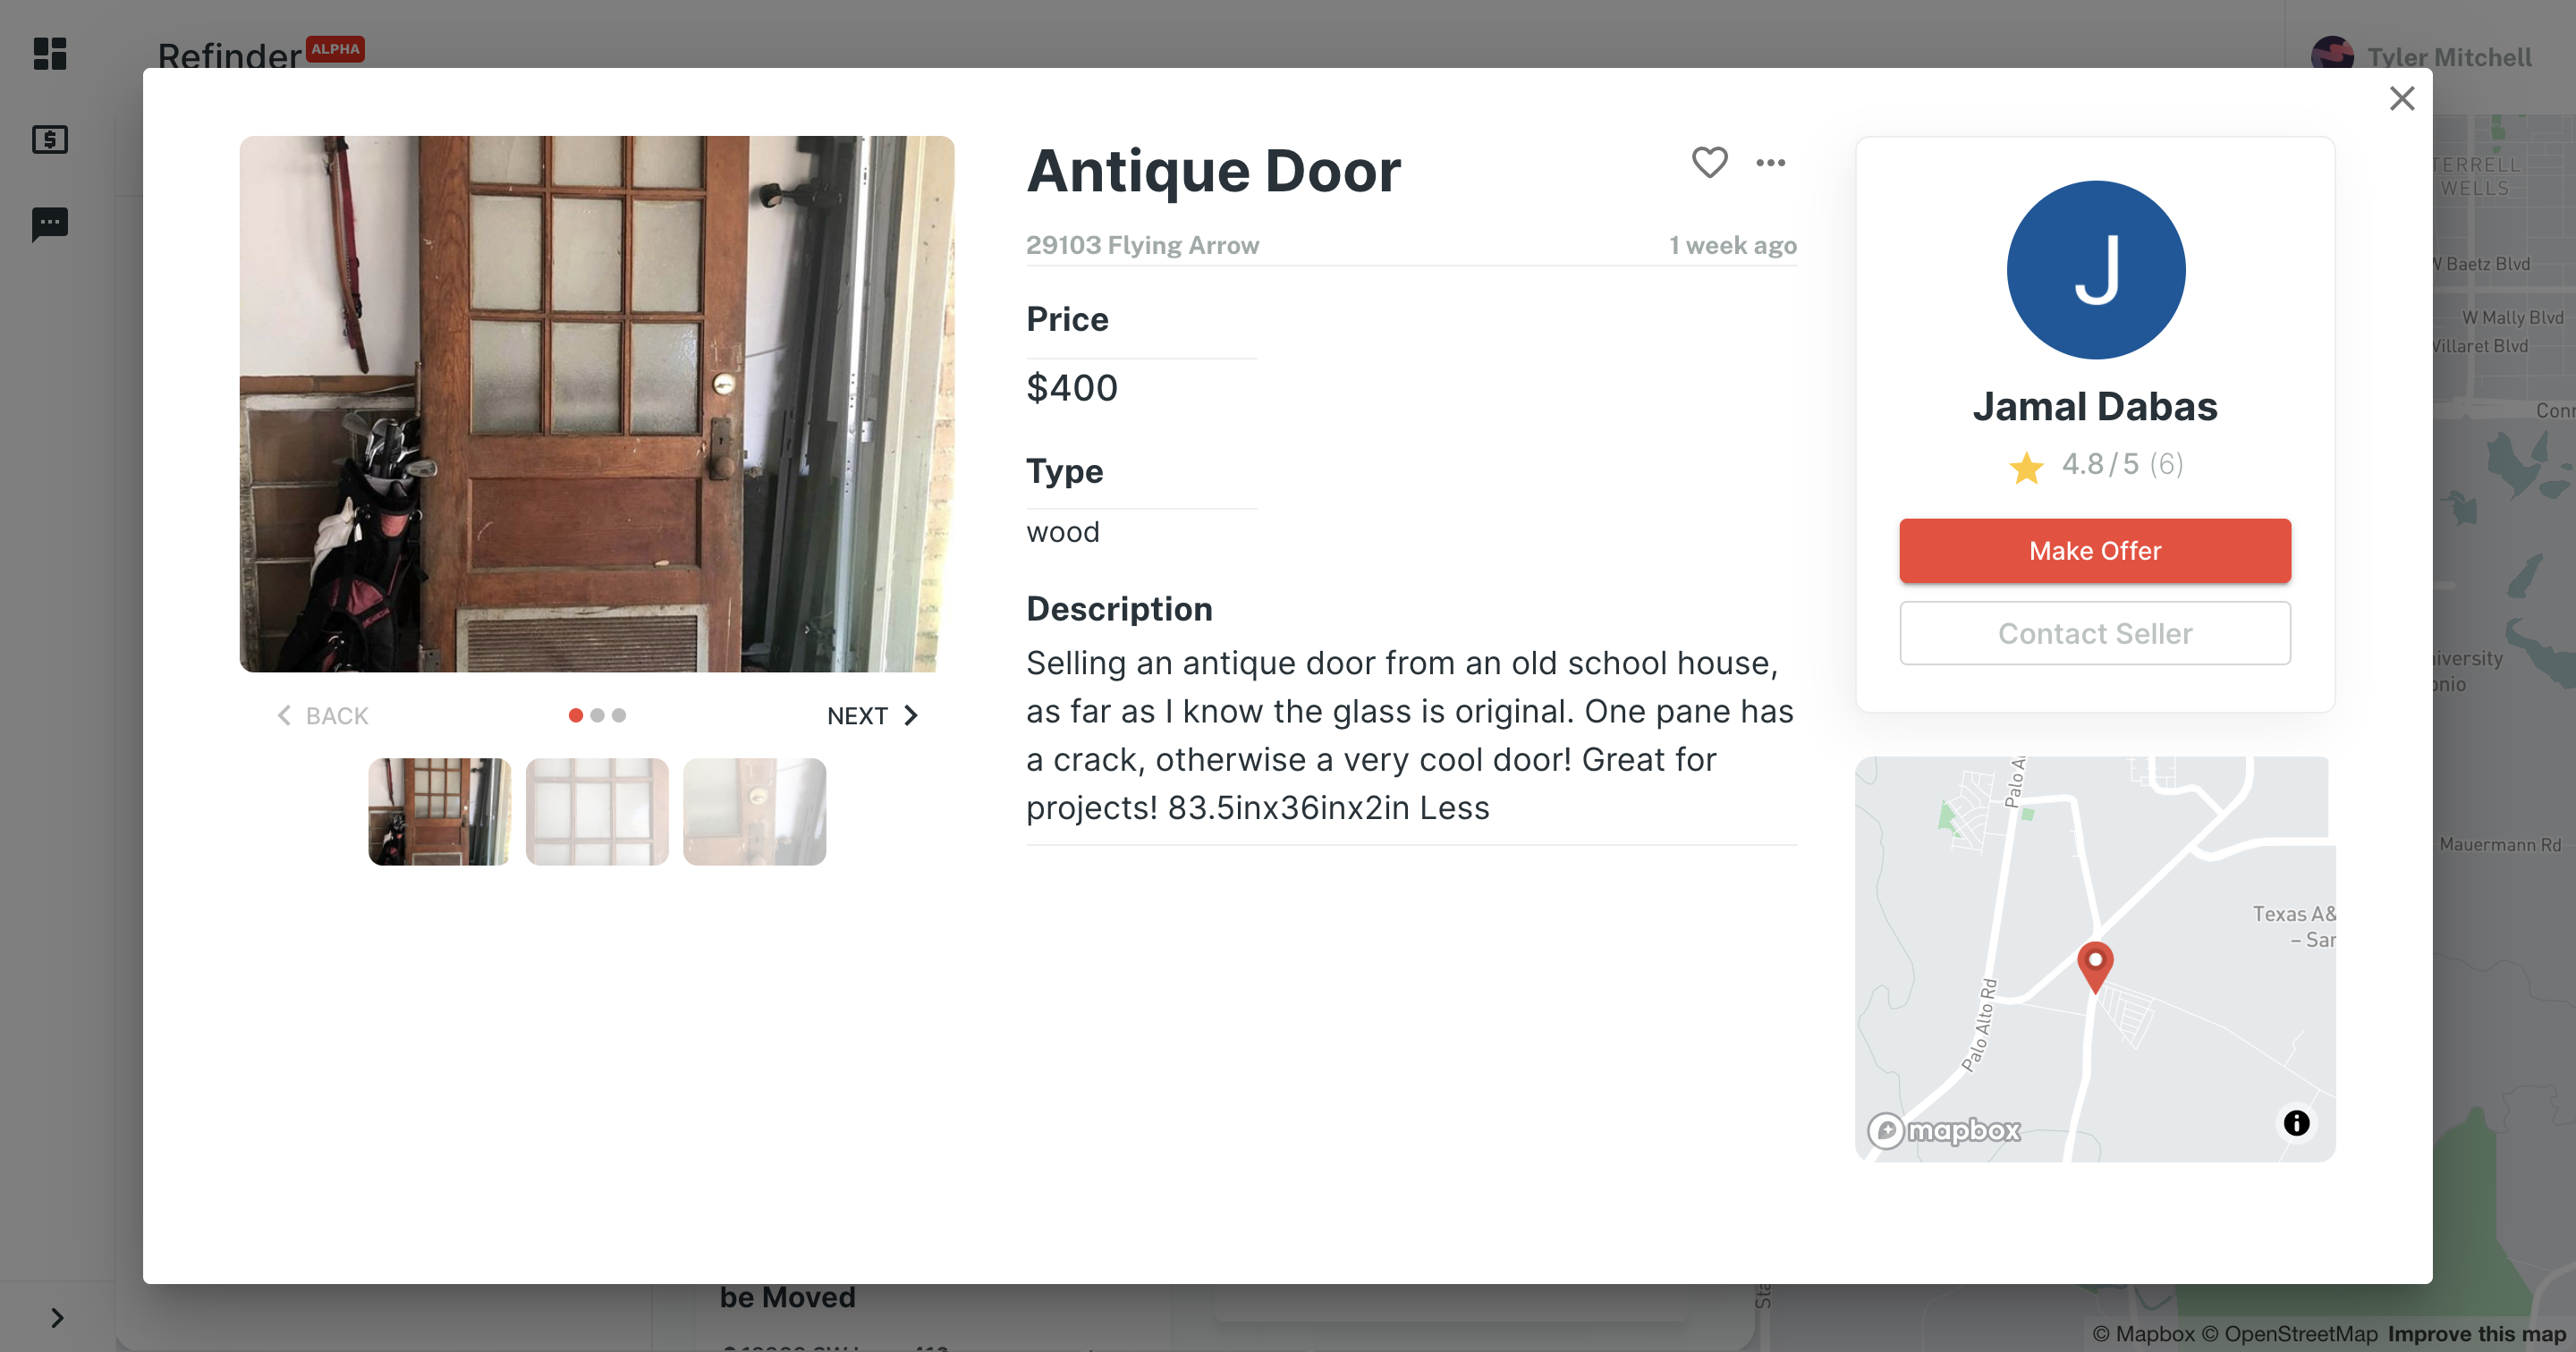 Refinder ALPHA
Tyler Mitchell
Antique Door
29103 Flying Arrow
1 week ago
Price
$400
Type
wood
Description
Selling an antique door from an old school house,
as far as I know the glass is original. One pane has
a crack, otherwise a very cool door! Great for
projects! 83.5inx36inx2in Less
BACK
NEXT
J
Jamal Dabas
4.8/5 (6)
Make Offer
Contact Seller
Palo Alto Rd
Texas A&
– Sar
mapbox
TERRELL
WELLS
W Baetz Blvd
W Mally Blvd
Villaret Blvd
Mauermann Rd
be Moved
© Mapbox © OpenStreetMap Improve this map